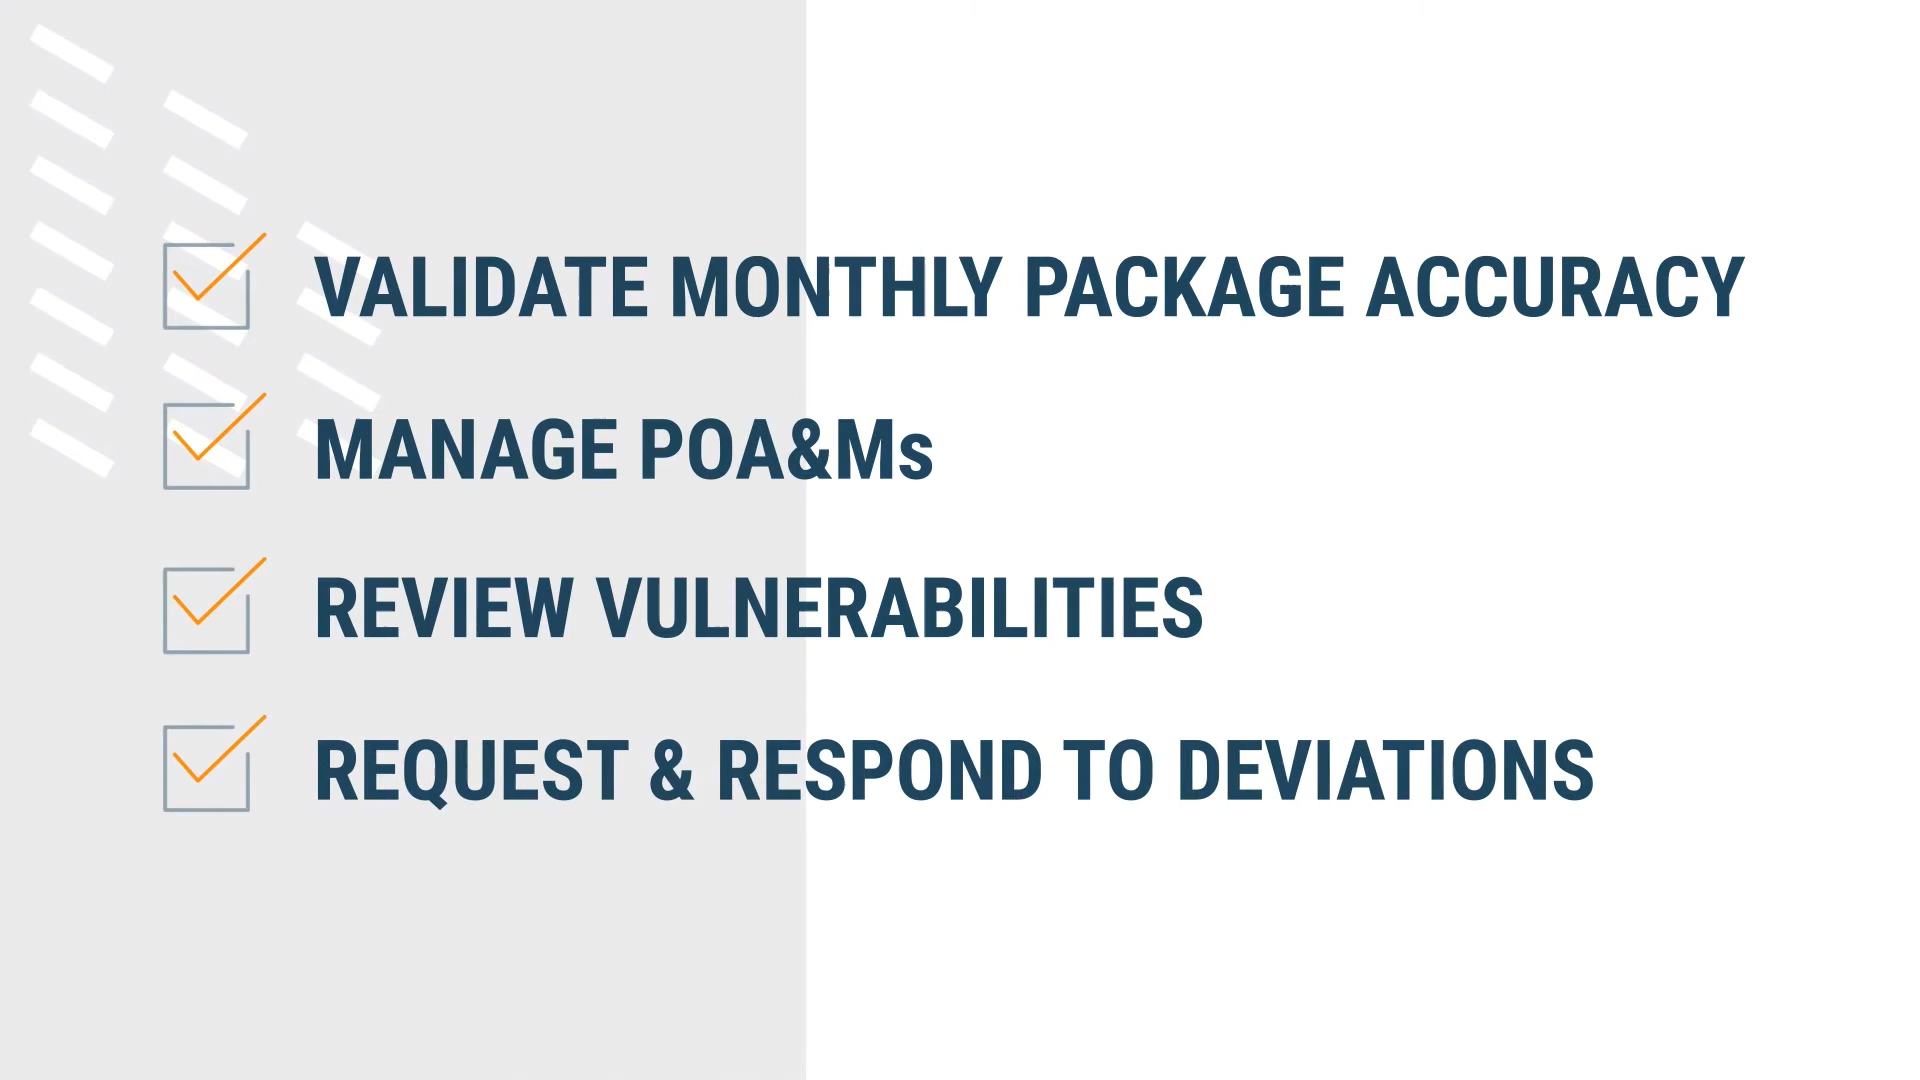 VALIDATE MONTHLY PACKAGE ACCURACY
MANAGE POA&Ms
REVIEW VULNERABILITIES
REQUEST & RESPOND TO DEVIATIONS